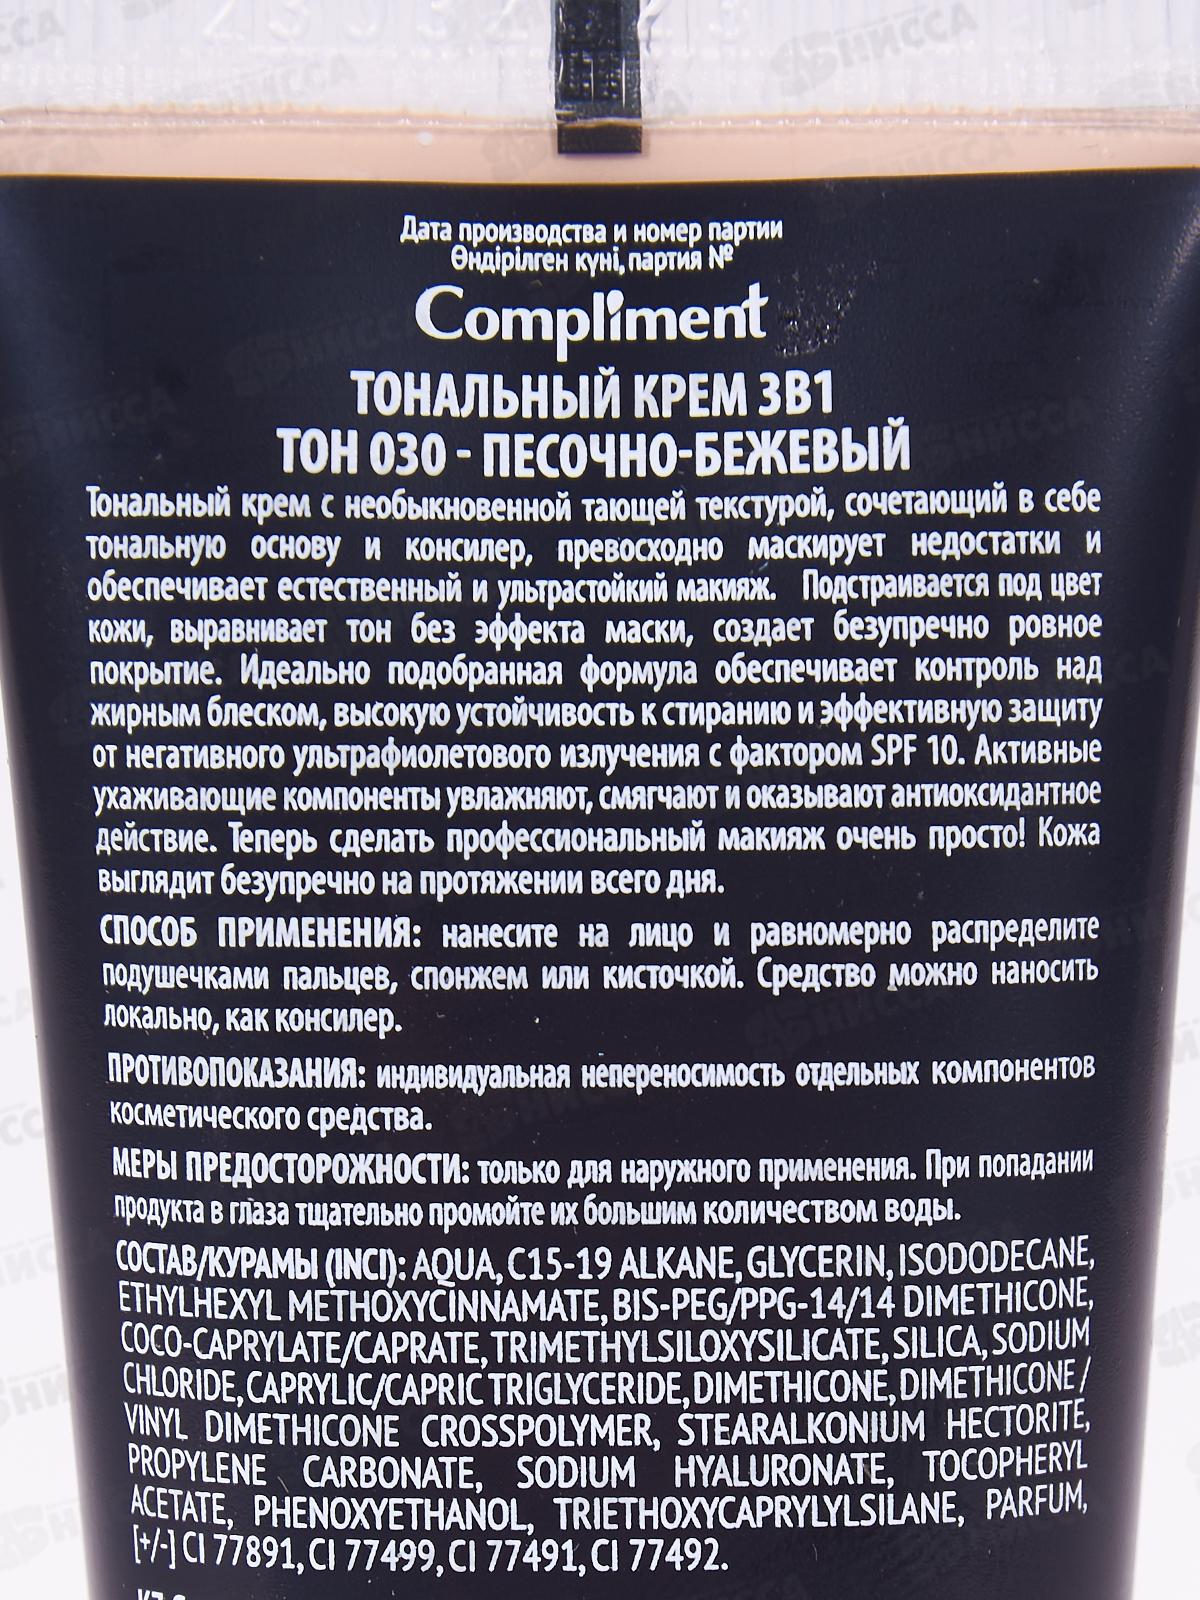 Дата производства и номер партии
Өндірілген күні, партия №
Compliment
ТОНАЛЬНЫЙ КРЕМ 3В1
ТОН 030 - ПЕСОЧНО-БЕЖЕВЫЙ
Тональный крем с необыкновенной тающей текстурой, сочетающий в себе
тональную основу и консилер, превосходно маскирует недостатки и
обеспечивает естественный и ультрастойкий макияж. Подстраивается под цвет
кожи, выравнивает тон без эффекта маски, создает безупречно ровное
покрытие. Идеально подобранная формула обеспечивает контроль над
жирным блеском, высокую устойчивость к стиранию и эффективную защиту
от негативного ультрафиолетового излучения с фактором SPF 10. Активные
ухаживающие компоненты увлажняют, смягчают и оказывают антиоксидантное
действие. Теперь сделать профессиональный макияж очень просто! Кожа
выглядит безупречно на протяжении всего дня.
СПОСОБ ПРИМЕНЕНИЯ: нанесите на лицо и равномерно распределите
подушечками пальцев, спонжем или кисточкой. Средство можно наносить
локально, как консилер.
ПРОТИВОПОКАЗАНИЯ: индивидуальная непереносимость отдельных компонентов
косметического средства.
МЕРЫ ПРЕДОСТОРОЖНОСТИ: только для наружного применения. При попадании
продукта в глаза тщательно промойте их большим количеством воды.
СОСТАВ/КУРАМЫ (INCI): AQUA, C15-19 ALKANE, GLYCERIN, ISODODECANE,
ETHYLHEXYL METHOXYCINNAMATE, BIS-PEG/PPG-14/14 DIMETHICONE,
COCO-CAPRYLATE/CAPRATE, TRIMETHYLSILOXYSILICATE, SILICA, SODIUM
CHLORIDE, CAPRYLIC/CAPRIC TRIGLYCERIDE, DIMETHICONE, DIMETHICONE /
VINYL DIMETHICONE CROSSPOLYMER, STEARALKONIUM HECTORITE,
PROPYLENE CARBONATE, SODIUM HYALURONATE, TOCOPHERYL
ACETATE, PHENOXYETHANOL, TRIETHOXYCAPRYLYLSILANE, PARFUM,
[+/-] CI 77891, CI 77499, CI 77491, CI 77492.